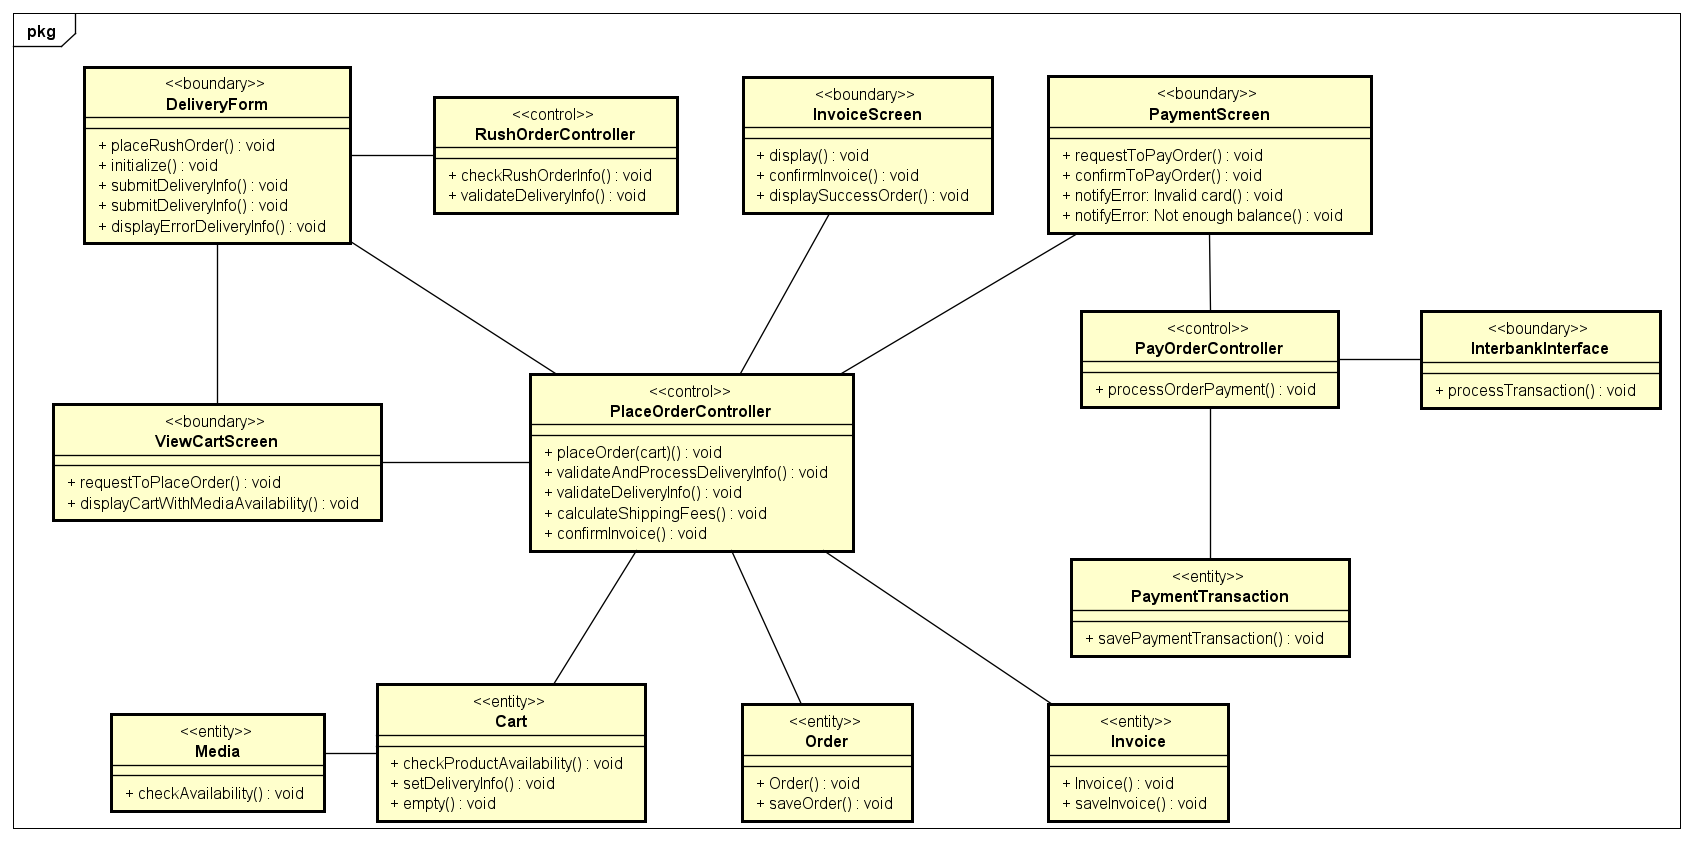 pkg
<<boundary>>
DeliveryForm
+ placeRushOrder() : void
+ initialize() : void
+ submitDeliveryInfo() : void
+ submitDeliveryInfo() : void
+ displayErrorDeliveryInfo() : void
<<control>>
RushOrderController
+ checkRushOrderInfo() : void
+ validateDeliveryInfo() : void
<<boundary>>
InvoiceScreen
+ display() : void
+ confirmInvoice() : void
+ displaySuccessOrder() : void
<<boundary>>
PaymentScreen
+ requestToPayOrder() : void
+ confirmToPayOrder() : void
+ notifyError: Invalid card() : void
+ notifyError: Not enough balance() : void
<<control>>
PayOrderController
+ processOrderPayment() : void
<<boundary>>
InterbankInterface
+ processTransaction() : void
<<boundary>>
ViewCartScreen
+ requestToPlaceOrder() : void
+ displayCartWithMediaAvailability() : void
<<control>>
PlaceOrderController
+ placeOrder(cart)() : void
+ validateAndProcessDeliveryInfo() : void
+ validateDeliveryInfo() : void
+ calculateShippingFees() : void
+ confirmInvoice() : void
<<entity>>
PaymentTransaction
+ savePaymentTransaction() : void
<<entity>>
Media
+ checkAvailability() : void
<<entity>>
Cart
+ checkProductAvailability() : void
+ setDeliveryInfo() : void
+ empty() : void
<<entity>>
Order
+ Order() : void
+ saveOrder() : void
<<entity>>
Invoice
+ Invoice() : void
+ saveInvoice() : void